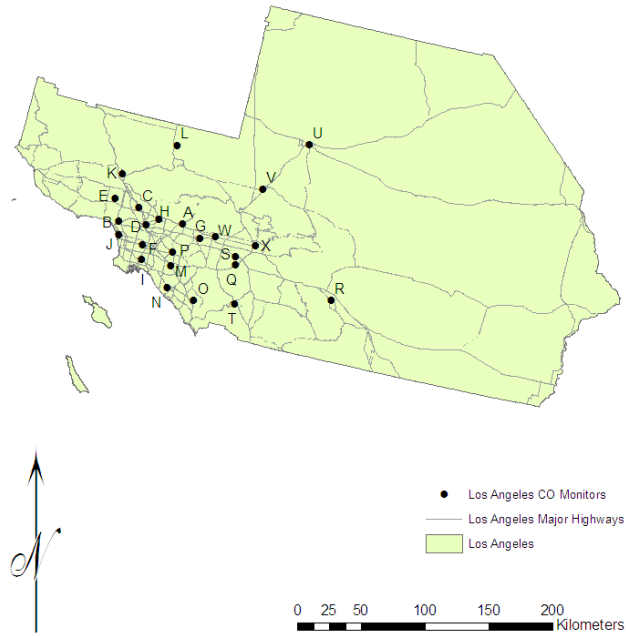 U
L
K
V
E
C
H
A
B
D
G
W
J
F
P
S
X
I
M
Q
N
O
T
R
N
Los Angeles CO Monitors
Los Angeles Major Highways
Los Angeles
0 25 50 100 150 200
Kilometers